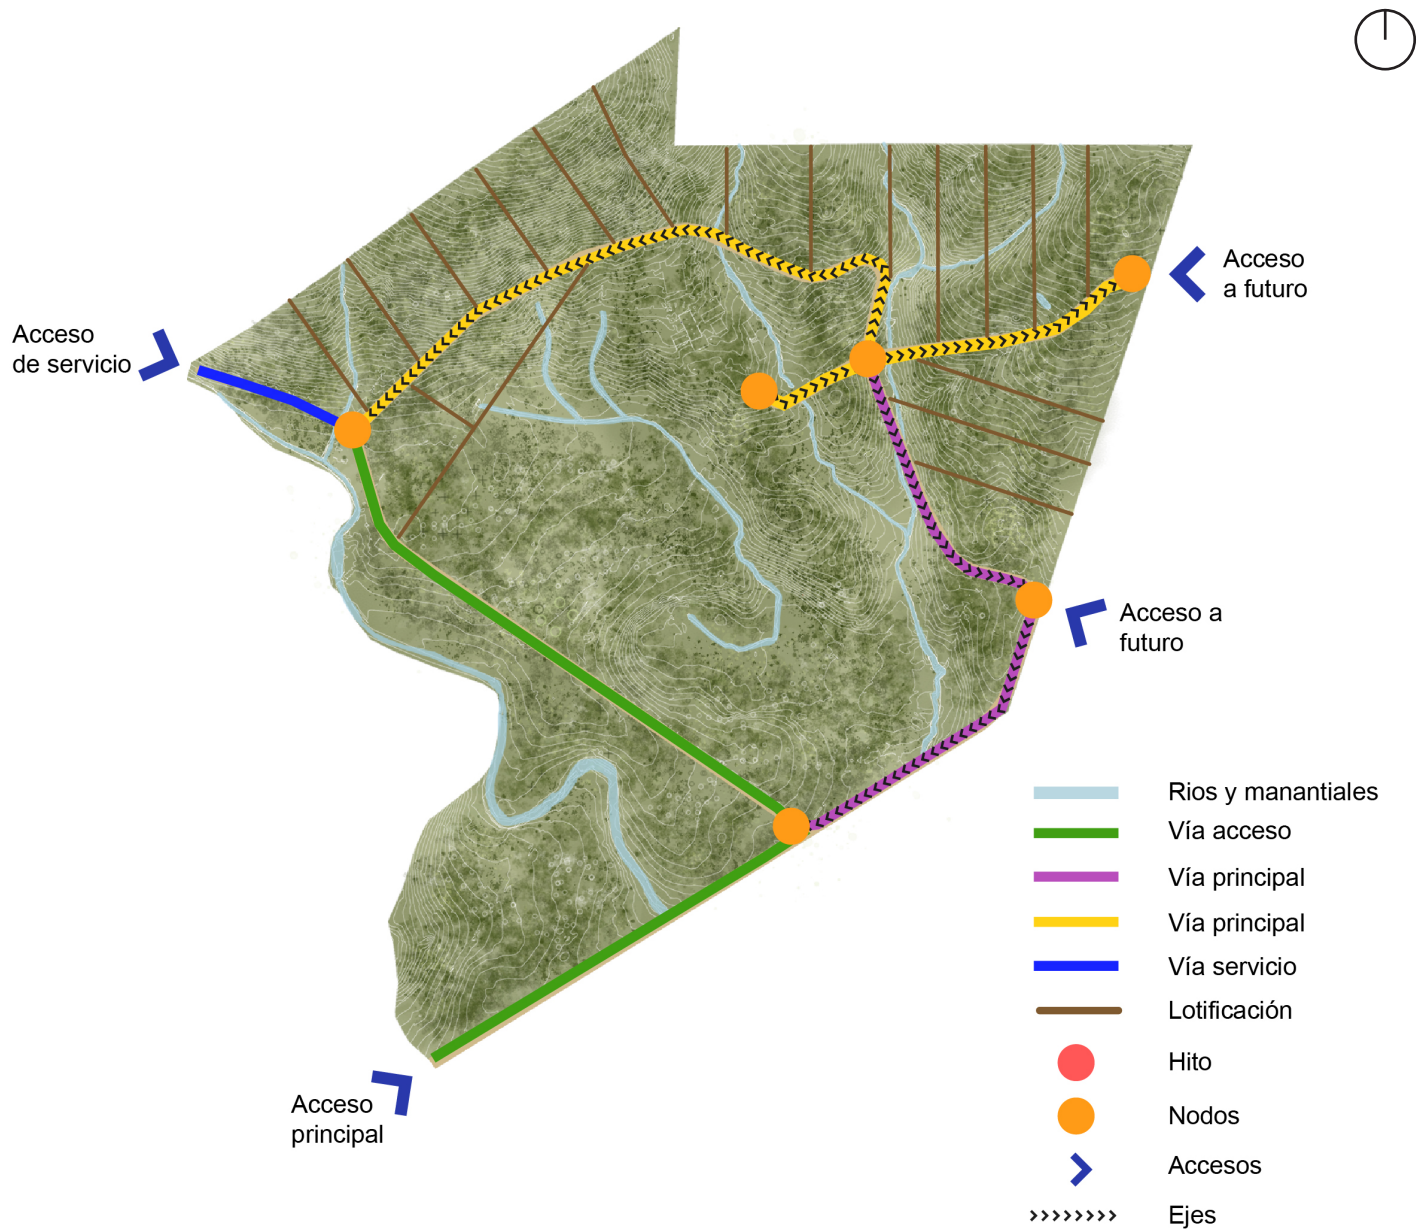 Acceso
a futuro
Acceso
de servicio
Acceso a
futuro
Acceso
principal
Rios y manantiales
Vía acceso
Vía principal
Vía principal
Vía servicio
Lotificación
Hito
Nodos
Accesos
Ejes